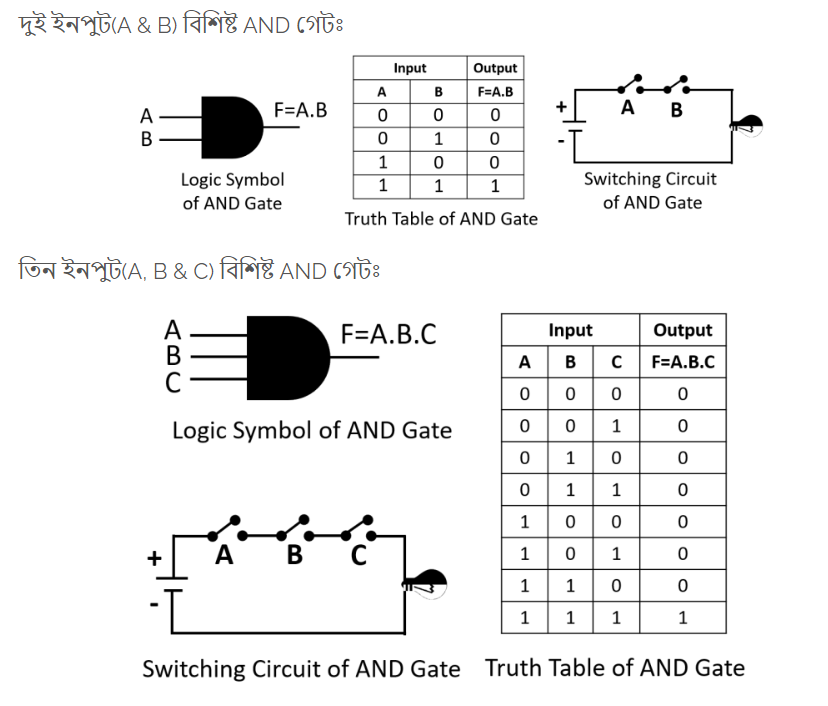 দুই ইনপুট(A & B) বিশিষ্ট AND গেটঃ
A
B
F=A.B
Logic Symbol
of AND Gate
Input Output
A B F=A.B
0 0 0
0 1 0
1 0 0
1 1 1
Truth Table of AND Gate
+
-
A B
Switching Circuit
of AND Gate
তিন ইনপুট(A, B & C) বিশিষ্ট AND গেটঃ
A
B
C
F=A.B.C
Logic Symbol of AND Gate
+
-
A B C
Switching Circuit of AND Gate
Input Output
A B C F=A.B.C
0 0 0 0
0 0 1 0
0 1 0 0
0 1 1 0
1 0 0 0
1 0 1 0
1 1 0 0
1 1 1 1
Truth Table of AND Gate